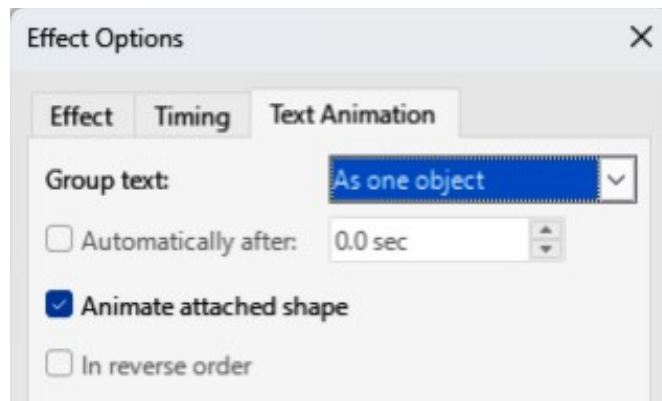 Effect Options
Effect Timing Text Animation
Group text: As one object
Automatically after: 0.0 sec
Animate attached shape
In reverse order